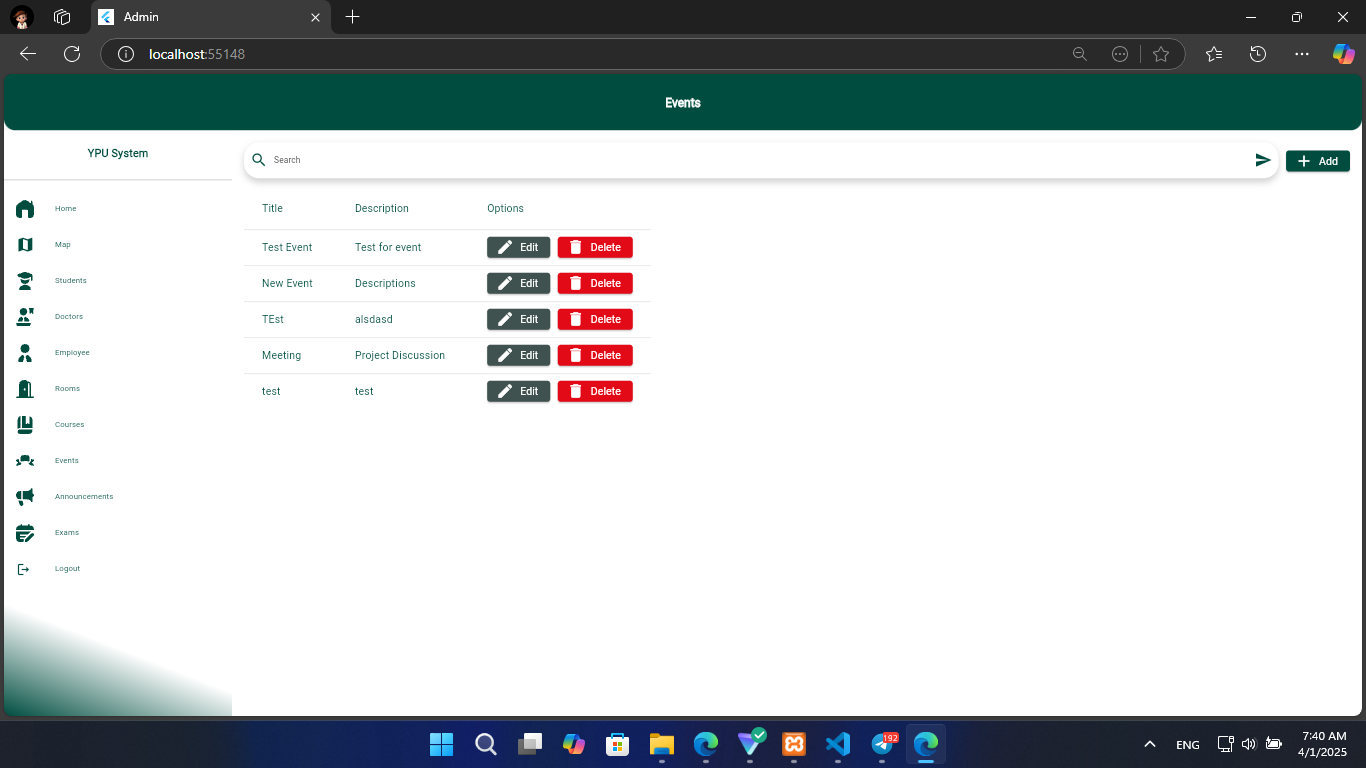 Admin
localhost:55148
Events
YPU System
Search
Add
Home
Map
Students
Doctors
Employee
Rooms
Courses
Events
Announcements
Exams
Logout
Title Description Options
Test Event Test for event Edit Delete
New Event Descriptions Edit Delete
TEst alsdasd Edit Delete
Meeting Project Discussion Edit Delete
test test Edit Delete
192
ENG
7:40 AM
4/1/2025